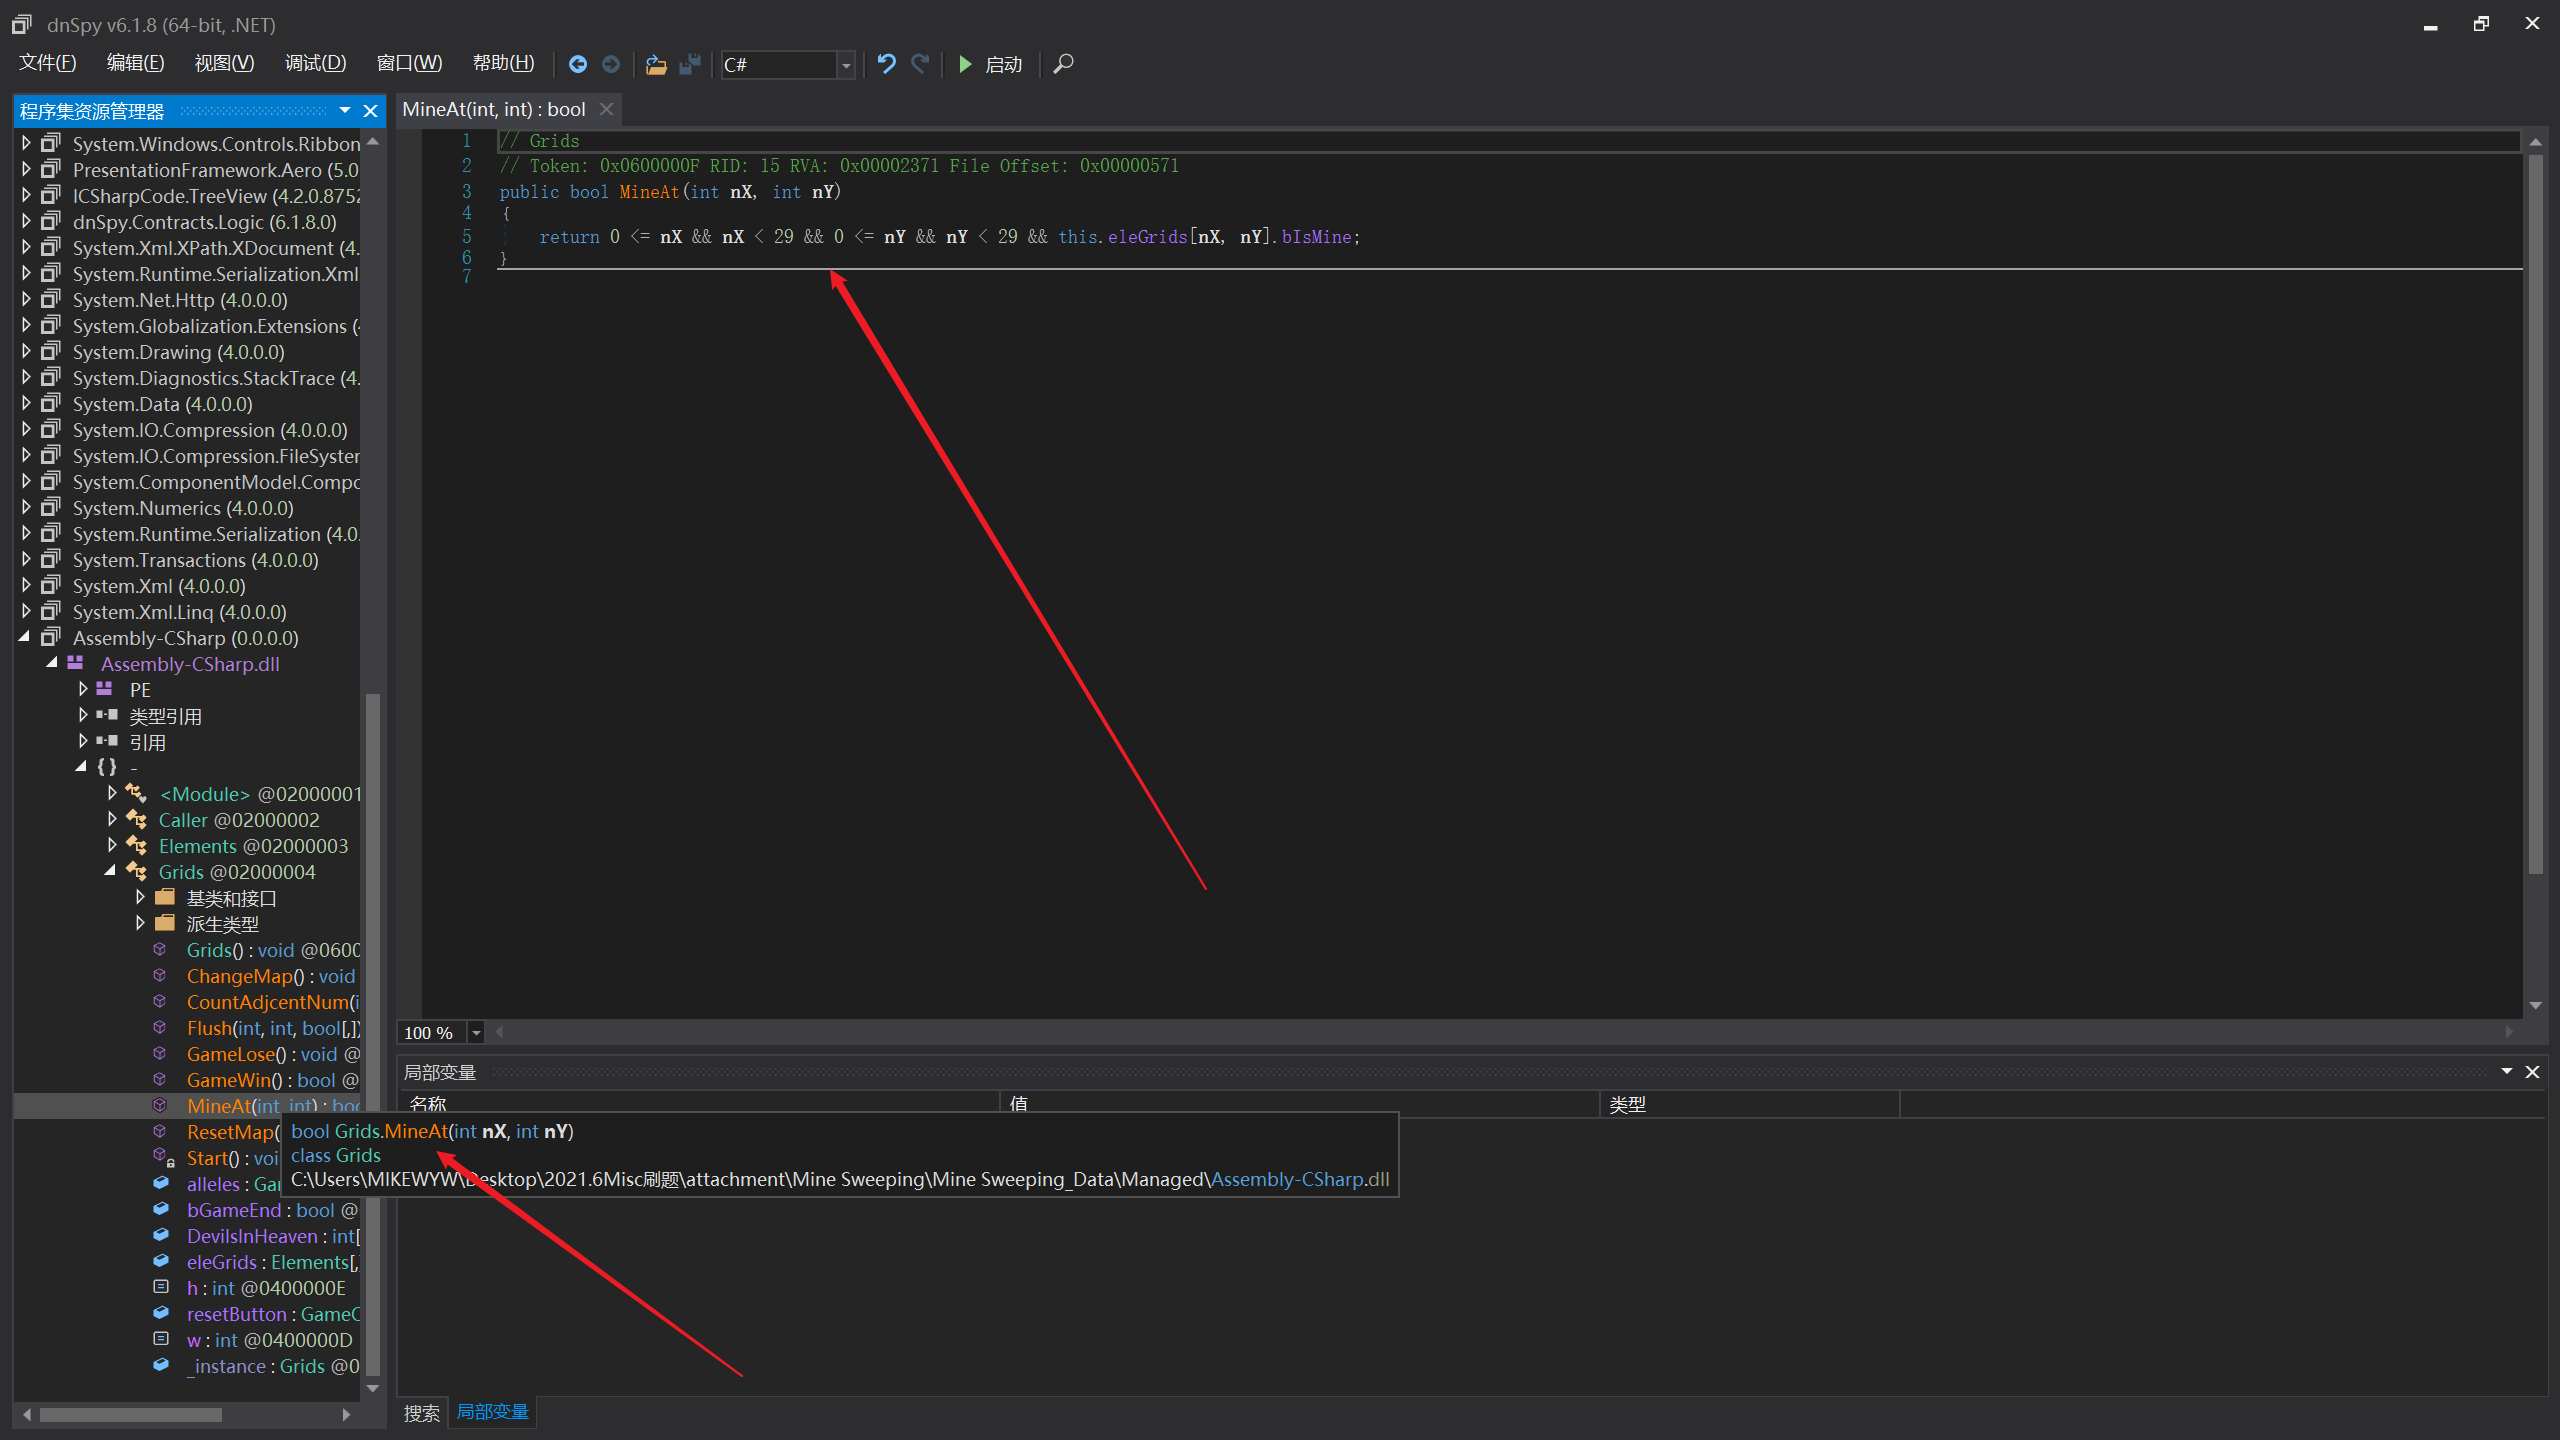 dnSpy v6.1.8 (64-bit, .NET)
文件(F) 编辑(E) 视图(V) 调试(D) 窗口(W) 帮助(H) C# 启动
程序集资源管理器
System.Windows.Controls.Ribbon
PresentationFramework.Aero (5.0
ICSharpCode.TreeView (4.2.0.8752
dnSpy.Contracts.Logic (6.1.8.0)
System.Xml.XPath.XDocument (4.
System.Runtime.Serialization.Xml
System.Net.Http (4.0.0.0)
System.Globalization.Extensions (4
System.Drawing (4.0.0.0)
System.Diagnostics.StackTrace (4.
System.Data (4.0.0.0)
System.IO.Compression (4.0.0.0)
System.IO.Compression.FileSyster
System.ComponentModel.Compo
System.Numerics (4.0.0.0)
System.Runtime.Serialization (4.0.
System.Transactions (4.0.0.0)
System.Xml (4.0.0.0)
System.Xml.Linq (4.0.0.0)
Assembly-CSharp (0.0.0.0)
Assembly-CSharp.dll
PE
类型引用
引用
{ } -
<Module> @02000001
Caller @02000002
Elements @02000003
Grids @02000004
基类和接口
派生类型
Grids() : void @0600
ChangeMap() : void
CountAdjcentNum(i
Flush(int, int, bool[,])
GameLose() : void @
GameWin() : bool @
MineAt(int, int) : boo
ResetMap(
Start() : voi
alleles : Gar
bGameEnd : bool @
DevilsInHeaven : int[
eleGrids : Elements[,
h : int @0400000E
resetButton : GameO
w : int @0400000D
_instance : Grids @0
MineAt(int, int) : bool
1 // Grids
2 // Token: 0x0600000F RID: 15 RVA: 0x00002371 File Offset: 0x00000571
3 public bool MineAt(int nX, int nY)
4 {
5 return 0 <= nX && nX < 29 && 0 <= nY && nY < 29 && this.eleGrids[nX, nY].bIsMine;
6 }
7
100 %
局部变量
名称 值 类型
bool Grids.MineAt(int nX, int nY)
class Grids
C:\Users\MIKEWYW\Desktop\2021.6Misc刷题\attachment\Mine Sweeping\Mine Sweeping_Data\Managed\Assembly-CSharp.dll
搜索 局部变量